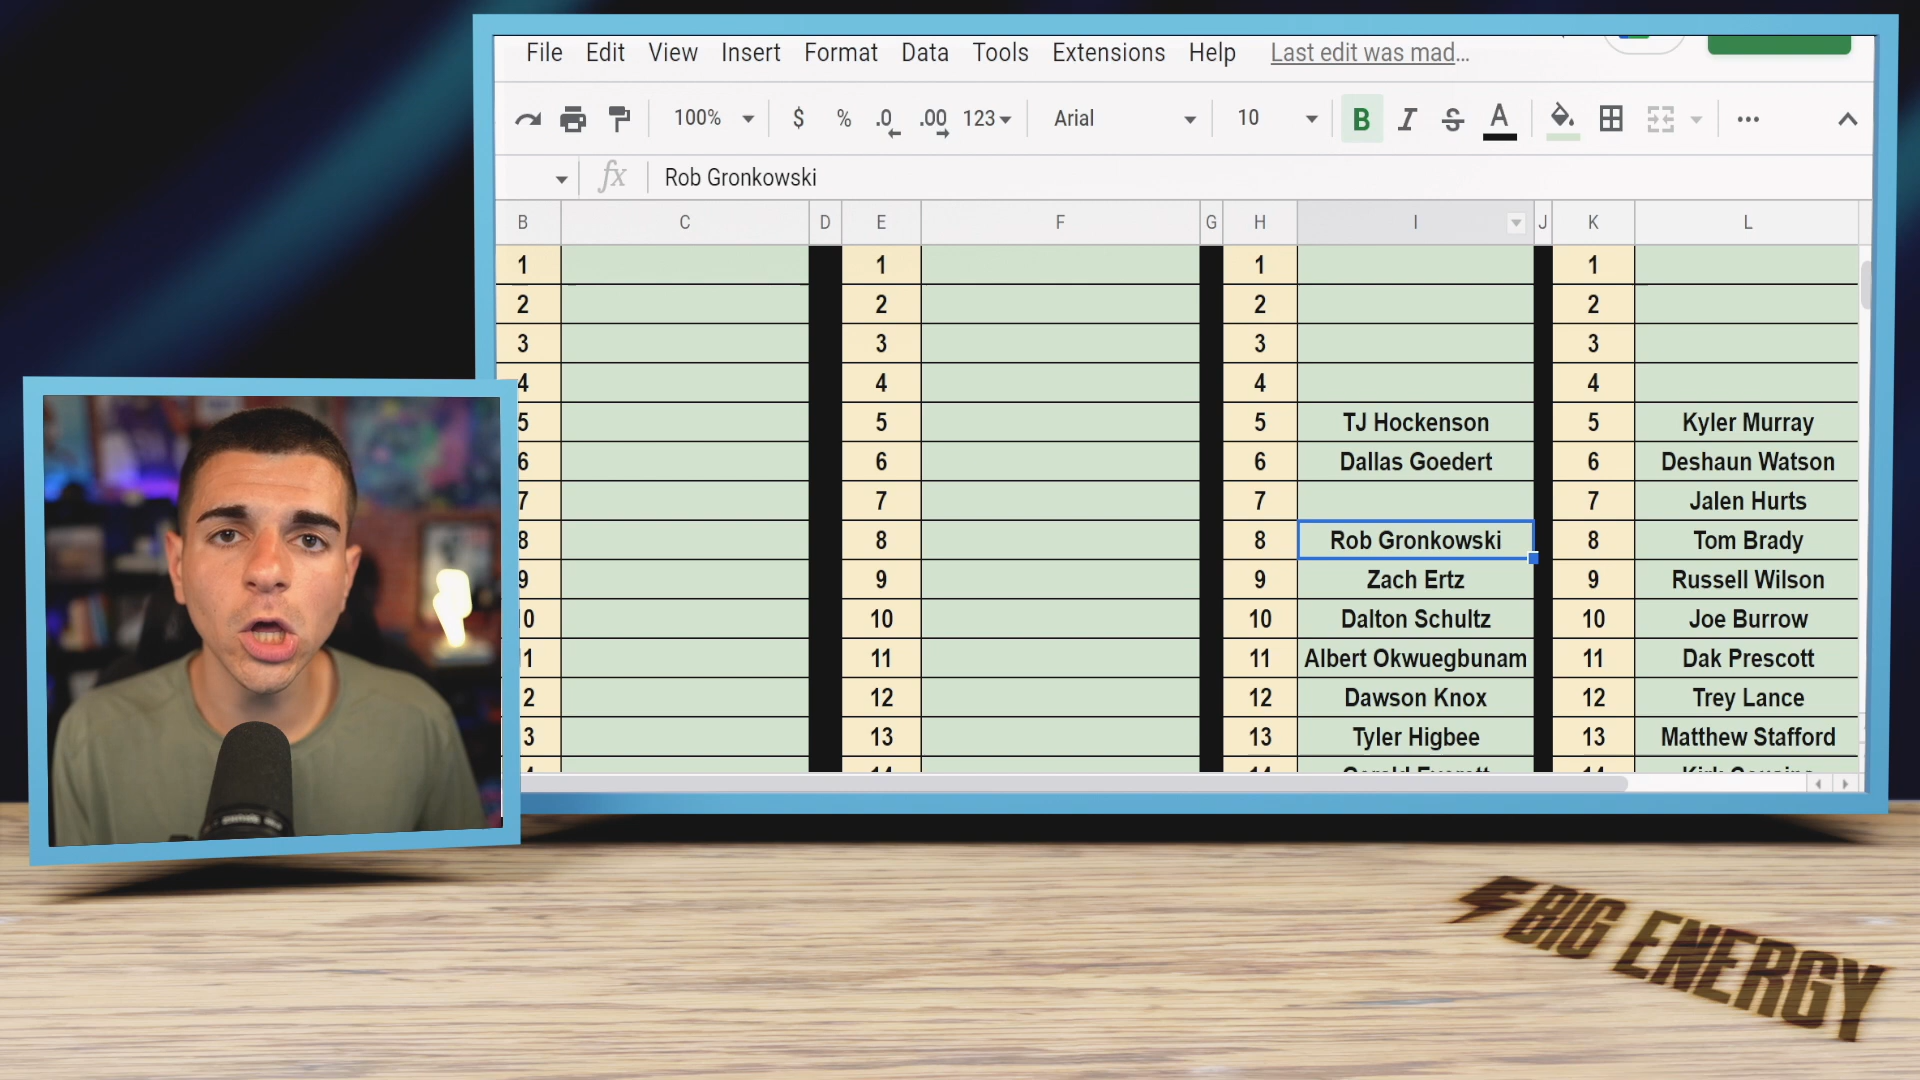 File Edit View Insert Format Data Tools Extensions Help Last edit was mad...
100% $ % .0 .00 123 Arial 10 B I S A ...
fx Rob Gronkowski
B C D E F G H I J K L
1 1 1 1
2 2 2 2
3 3 3 3
4 4 4 4
5 5 5 TJ Hockenson 5 Kyler Murray
6 6 6 Dallas Goedert 6 Deshaun Watson
7 7 7 7 Jalen Hurts
8 8 8 Rob Gronkowski 8 Tom Brady
9 9 9 Zach Ertz 9 Russell Wilson
0 10 10 Dalton Schultz 10 Joe Burrow
1 11 11 Albert Okwuegbunam 11 Dak Prescott
2 12 12 Dawson Knox 12 Trey Lance
3 13 13 Tyler Higbee 13 Matthew Stafford
BIG ENERGY